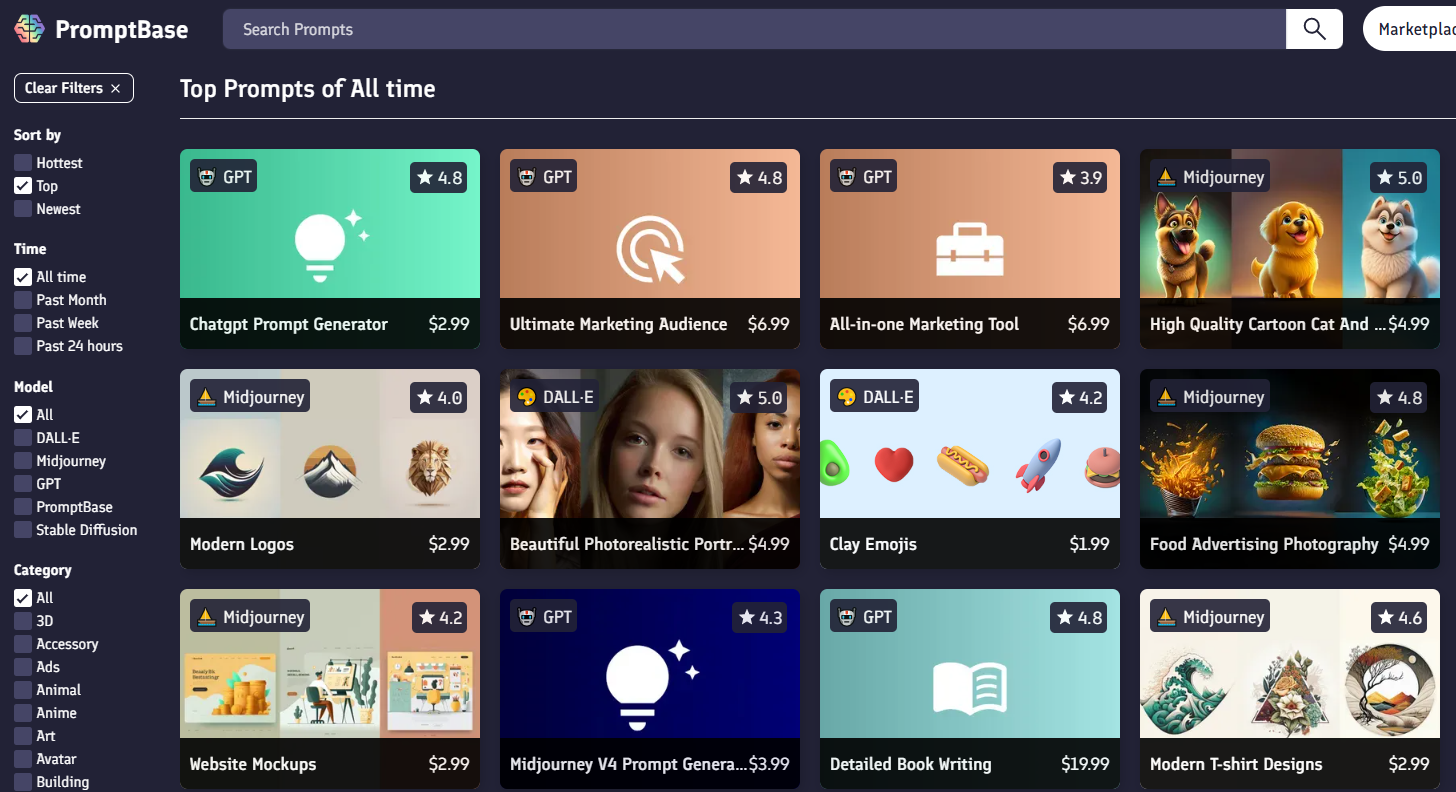 PromptBase
Search Prompts
Marketplac
Clear Filters ×
Sort by
Hottest
Top
Newest
Time
All time
Past Month
Past Week
Past 24 hours
Model
All
DALL·E
Midjourney
GPT
PromptBase
Stable Diffusion
Category
All
3D
Accessory
Ads
Animal
Anime
Art
Avatar
Building
Top Prompts of All time
GPT ★ 4.8
Chatgpt Prompt Generator $2.99
GPT ★ 4.8
Ultimate Marketing Audience $6.99
GPT ★ 3.9
All-in-one Marketing Tool $6.99
Midjourney ★ 5.0
High Quality Cartoon Cat And ... $4.99
Midjourney ★ 4.0
Modern Logos $2.99
DALL·E ★ 5.0
Beautiful Photorealistic Portr... $4.99
DALL·E ★ 4.2
Clay Emojis $1.99
Midjourney ★ 4.8
Food Advertising Photography $4.99
Midjourney ★ 4.2
Website Mockups $2.99
GPT ★ 4.3
Midjourney V4 Prompt Genera... $3.99
GPT ★ 4.8
Detailed Book Writing $19.99
Midjourney ★ 4.6
Modern T-shirt Designs $2.99